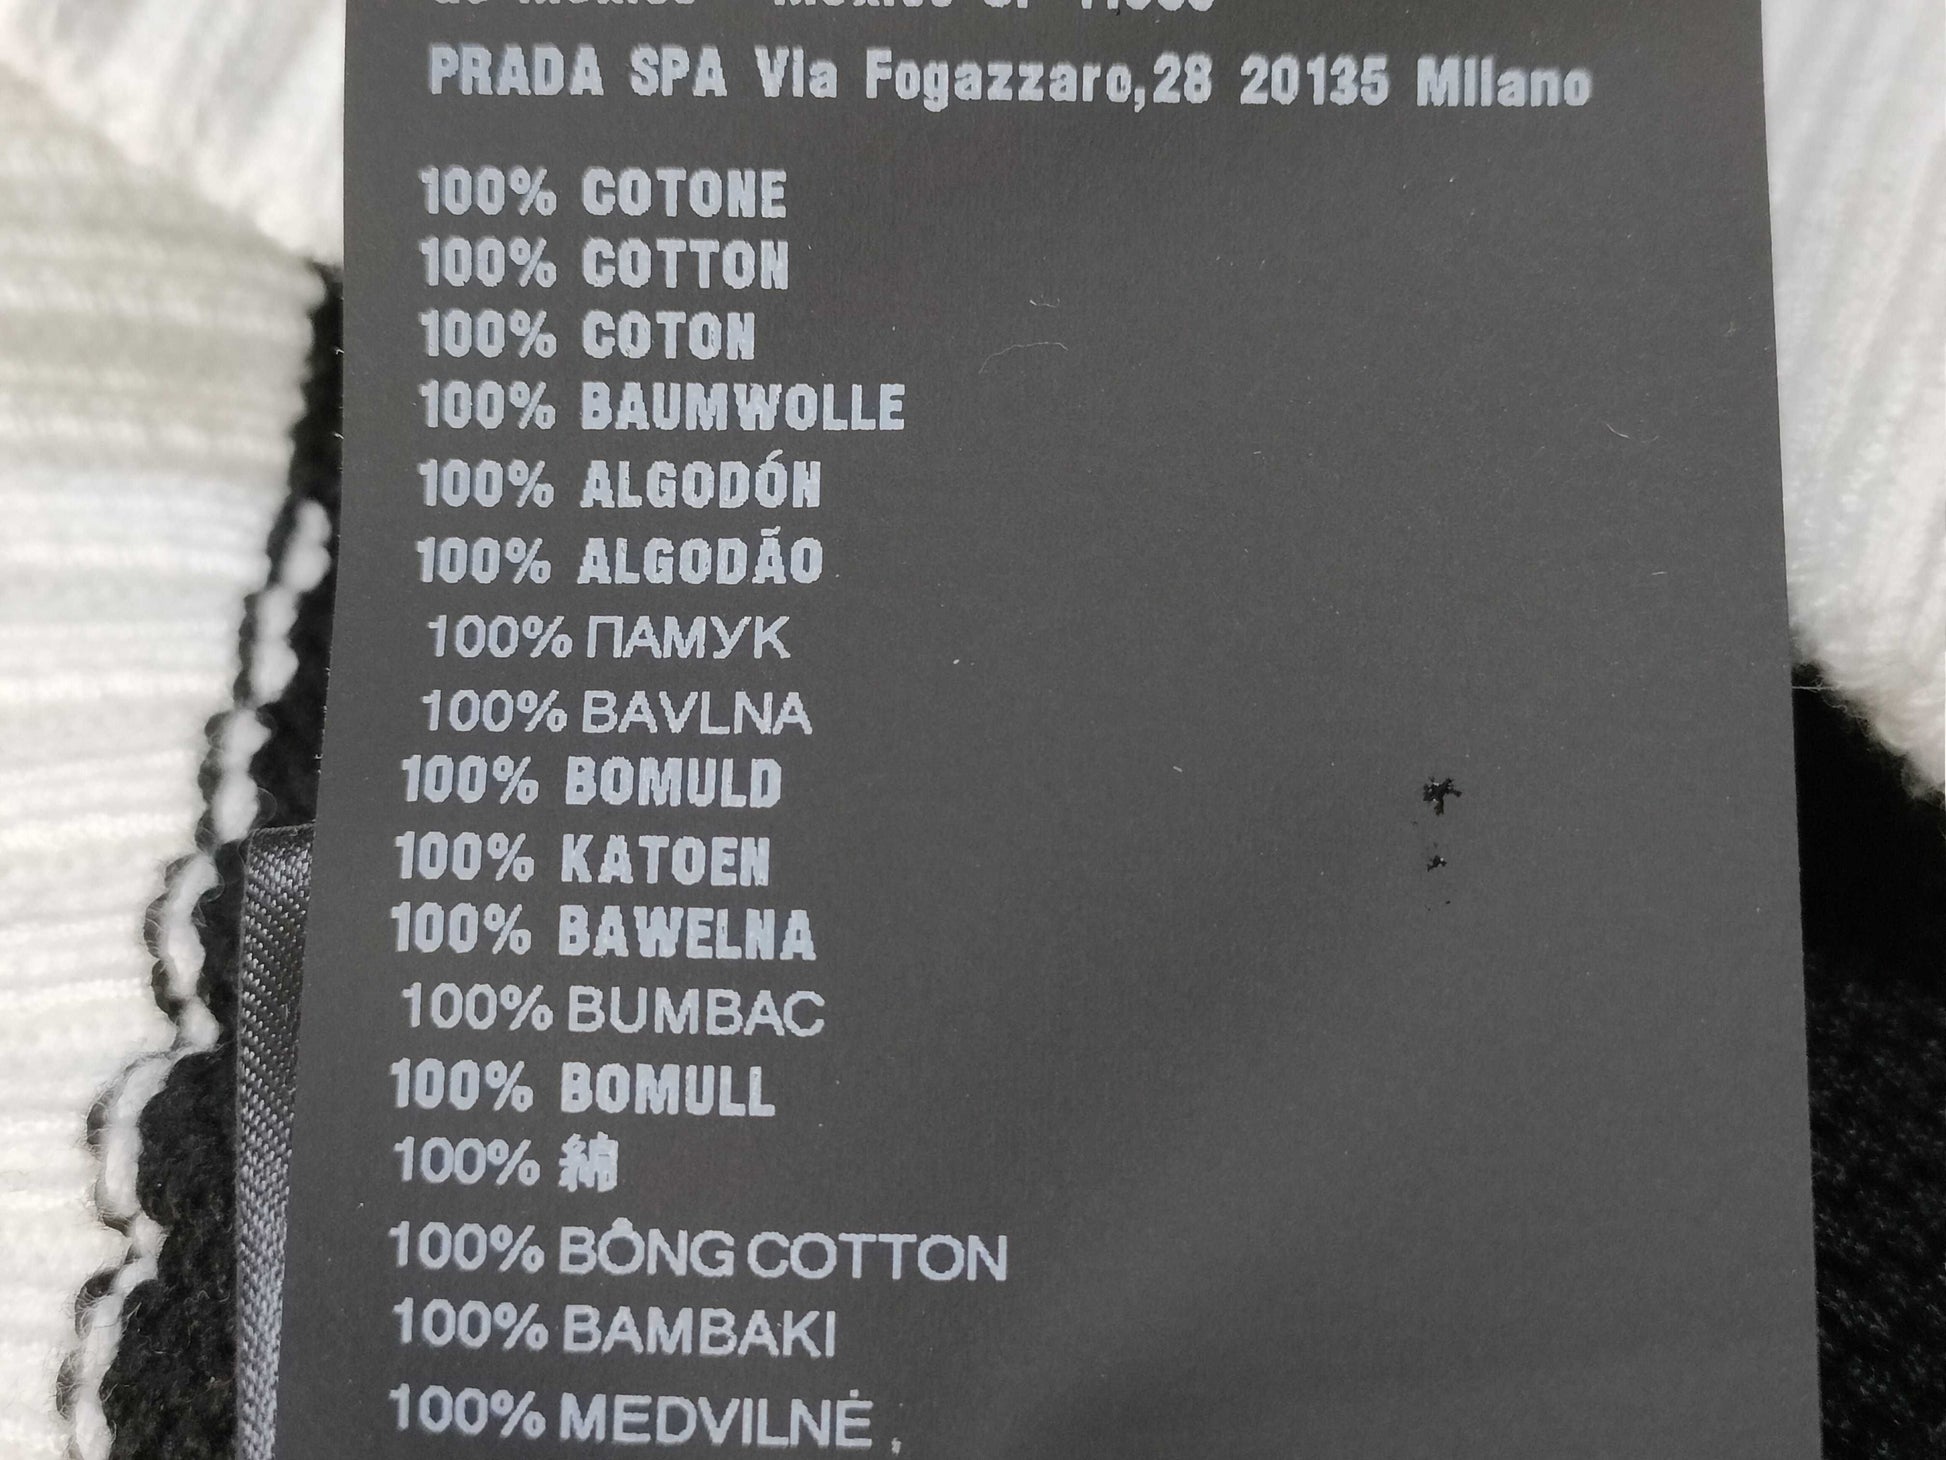 PRADA SPA Via Fogazzaro,28 20135 Milano
100% COTONE
100% COTTON
100% COTON
100% BAUMWOLLE
100% ALGODÓN
100% ALGODÃO
100% ПАМУК
100% BAVLNA
100% BOMULD
100% KATOEN
100% BAWELNA
100% BUMBAC
100% BOMULL
100% 綿
100% BÔNG COTTON
100% BAMBAKI
100% MEDVILNĖ ,